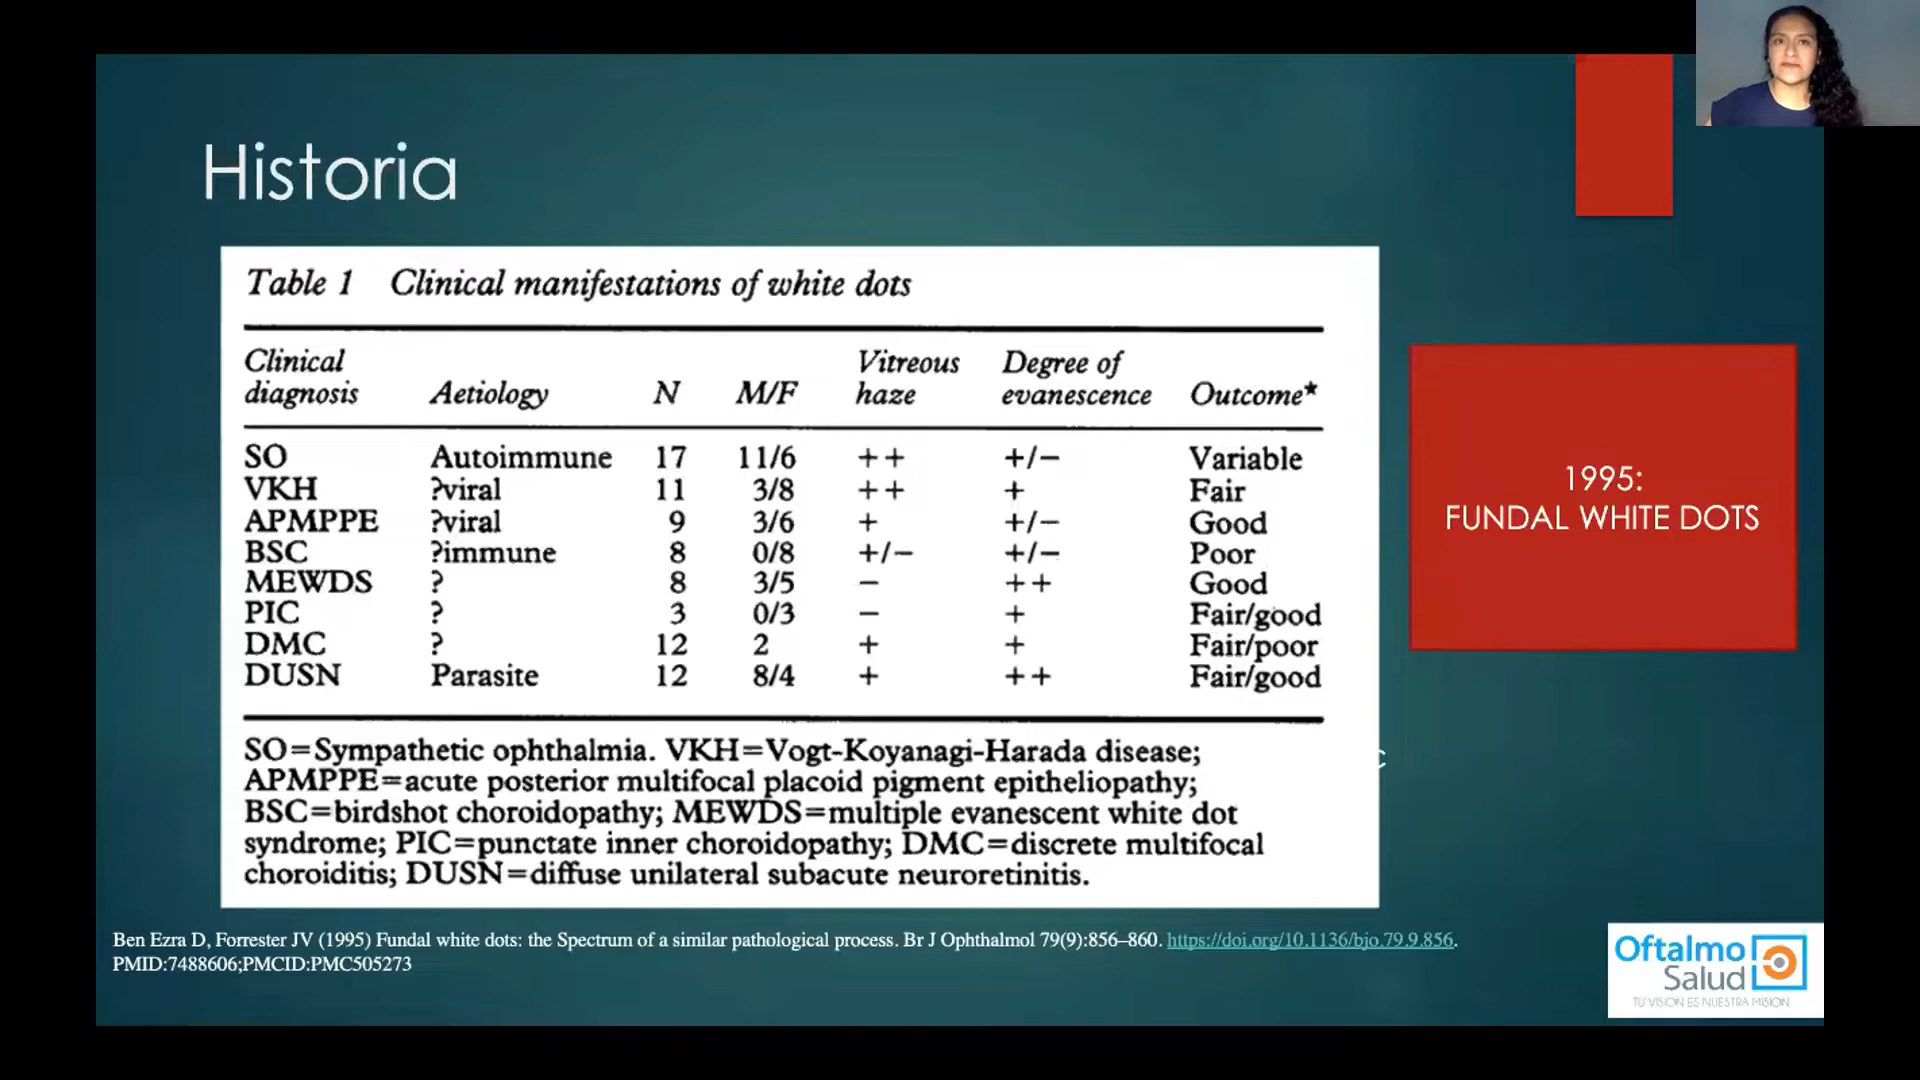 Historia
Table 1 Clinical manifestations of white dots
Clinical diagnosis Aetiology N M/F Vitreous haze Degree of evanescence Outcome*
SO Autoimmune 17 11/6 ++ +/− Variable
VKH ?viral 11 3/8 ++ + Fair
APMPPE ?viral 9 3/6 + +/− Good
BSC ?immune 8 0/8 +/− +/− Poor
MEWDS ? 8 3/5 − ++ Good
PIC ? 3 0/3 − + Fair/good
DMC ? 12 2 + + Fair/poor
DUSN Parasite 12 8/4 + ++ Fair/good
SO=Sympathetic ophthalmia. VKH=Vogt-Koyanagi-Harada disease;
APMPPE=acute posterior multifocal placoid pigment epitheliopathy;
BSC=birdshot choroidopathy; MEWDS=multiple evanescent white dot
syndrome; PIC=punctate inner choroidopathy; DMC=discrete multifocal
choroiditis; DUSN=diffuse unilateral subacute neuroretinitis.
1995:
FUNDAL WHITE DOTS
Ben Ezra D, Forrester JV (1995) Fundal white dots: the Spectrum of a similar pathological process. Br J Ophthalmol 79(9):856–860. https://doi.org/10.1136/bjo.79.9.856.
PMID:7488606;PMCID:PMC505273
Oftalmo
Salud
TU VISION ES NUESTRA MISION